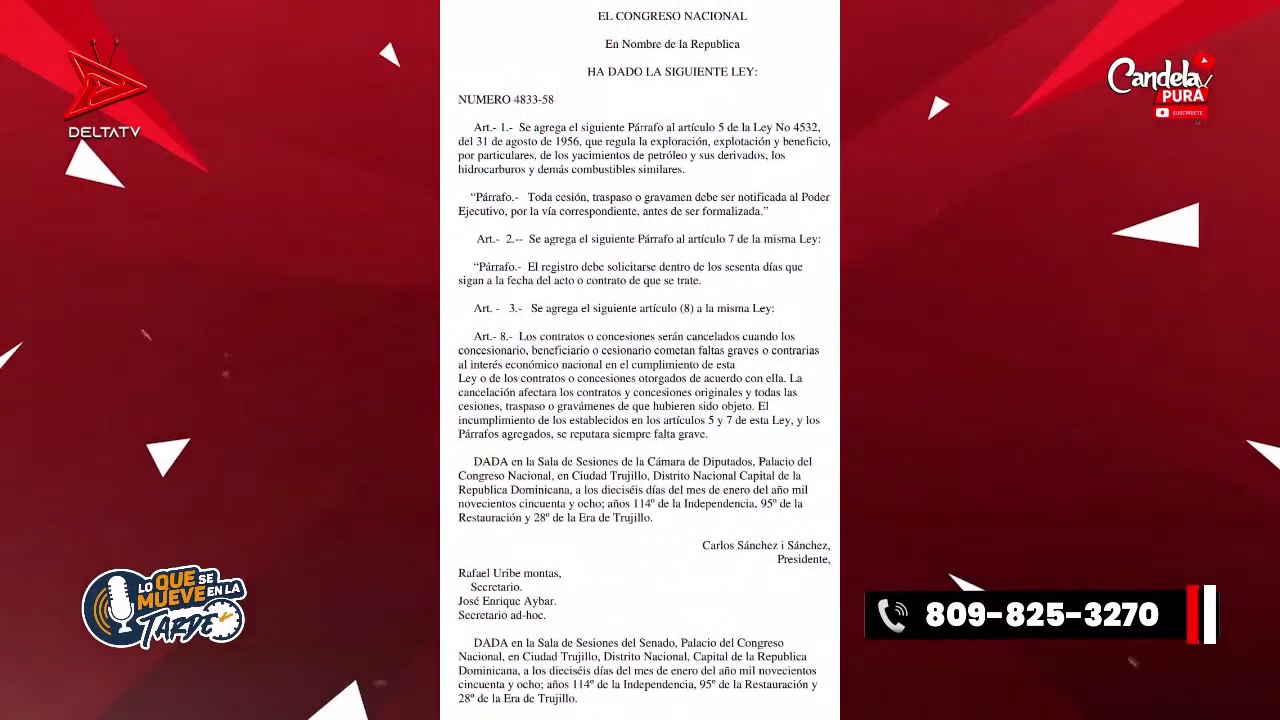 EL CONGRESO NACIONAL
En Nombre de la Republica
HA DADO LA SIGUIENTE LEY:
NUMERO 4833-58
Art.- 1.- Se agrega el siguiente Párrafo al artículo 5 de la Ley No 4532,
del 31 de agosto de 1956, que regula la exploración, explotación y beneficio,
por particulares, de los yacimientos de petróleo y sus derivados, los
hidrocarburos y demás combustibles similares.
“Párrafo.- Toda cesión, traspaso o gravamen debe ser notificada al Poder
Ejecutivo, por la vía correspondiente, antes de ser formalizada.”
Art.- 2.-- Se agrega el siguiente Párrafo al artículo 7 de la misma Ley:
“Párrafo.- El registro debe solicitarse dentro de los sesenta días que
sigan a la fecha del acto o contrato de que se trate.
Art. - 3.- Se agrega el siguiente artículo (8) a la misma Ley:
Art.- 8.- Los contratos o concesiones serán cancelados cuando los
concesionario, beneficiario o cesionario cometan faltas graves o contrarias
al interés económico nacional en el cumplimiento de esta
Ley o de los contratos o concesiones otorgados de acuerdo con ella. La
cancelación afectara los contratos y concesiones originales y todas las
cesiones, traspaso o gravámenes de que hubieren sido objeto. El
incumplimiento de los establecidos en los artículos 5 y 7 de esta Ley, y los
Párrafos agregados, se reputara siempre falta grave.
DADA en la Sala de Sesiones de la Cámara de Diputados, Palacio del
Congreso Nacional, en Ciudad Trujillo, Distrito Nacional Capital de la
Republica Dominicana, a los dieciséis días del mes de enero del año mil
novecientos cincuenta y ocho; años 114º de la Independencia, 95º de la
Restauración y 28º de la Era de Trujillo.
Carlos Sánchez i Sánchez,
Presidente,
Rafael Uribe montas,
Secretario.
José Enrique Aybar.
Secretario ad-hoc.
DADA en la Sala de Sesiones del Senado, Palacio del Congreso
Nacional, en Ciudad Trujillo, Distrito Nacional, Capital de la Republica
Dominicana, a los dieciséis días del mes de enero del año mil novecientos
cincuenta y ocho; años 114º de la Independencia, 95º de la Restauración y
28º de la Era de Trujillo.
DELTATV
Candela
PURA
SUSCRÍBETE
LO QUE SE
MUEVE EN LA
TARDE
809-825-3270